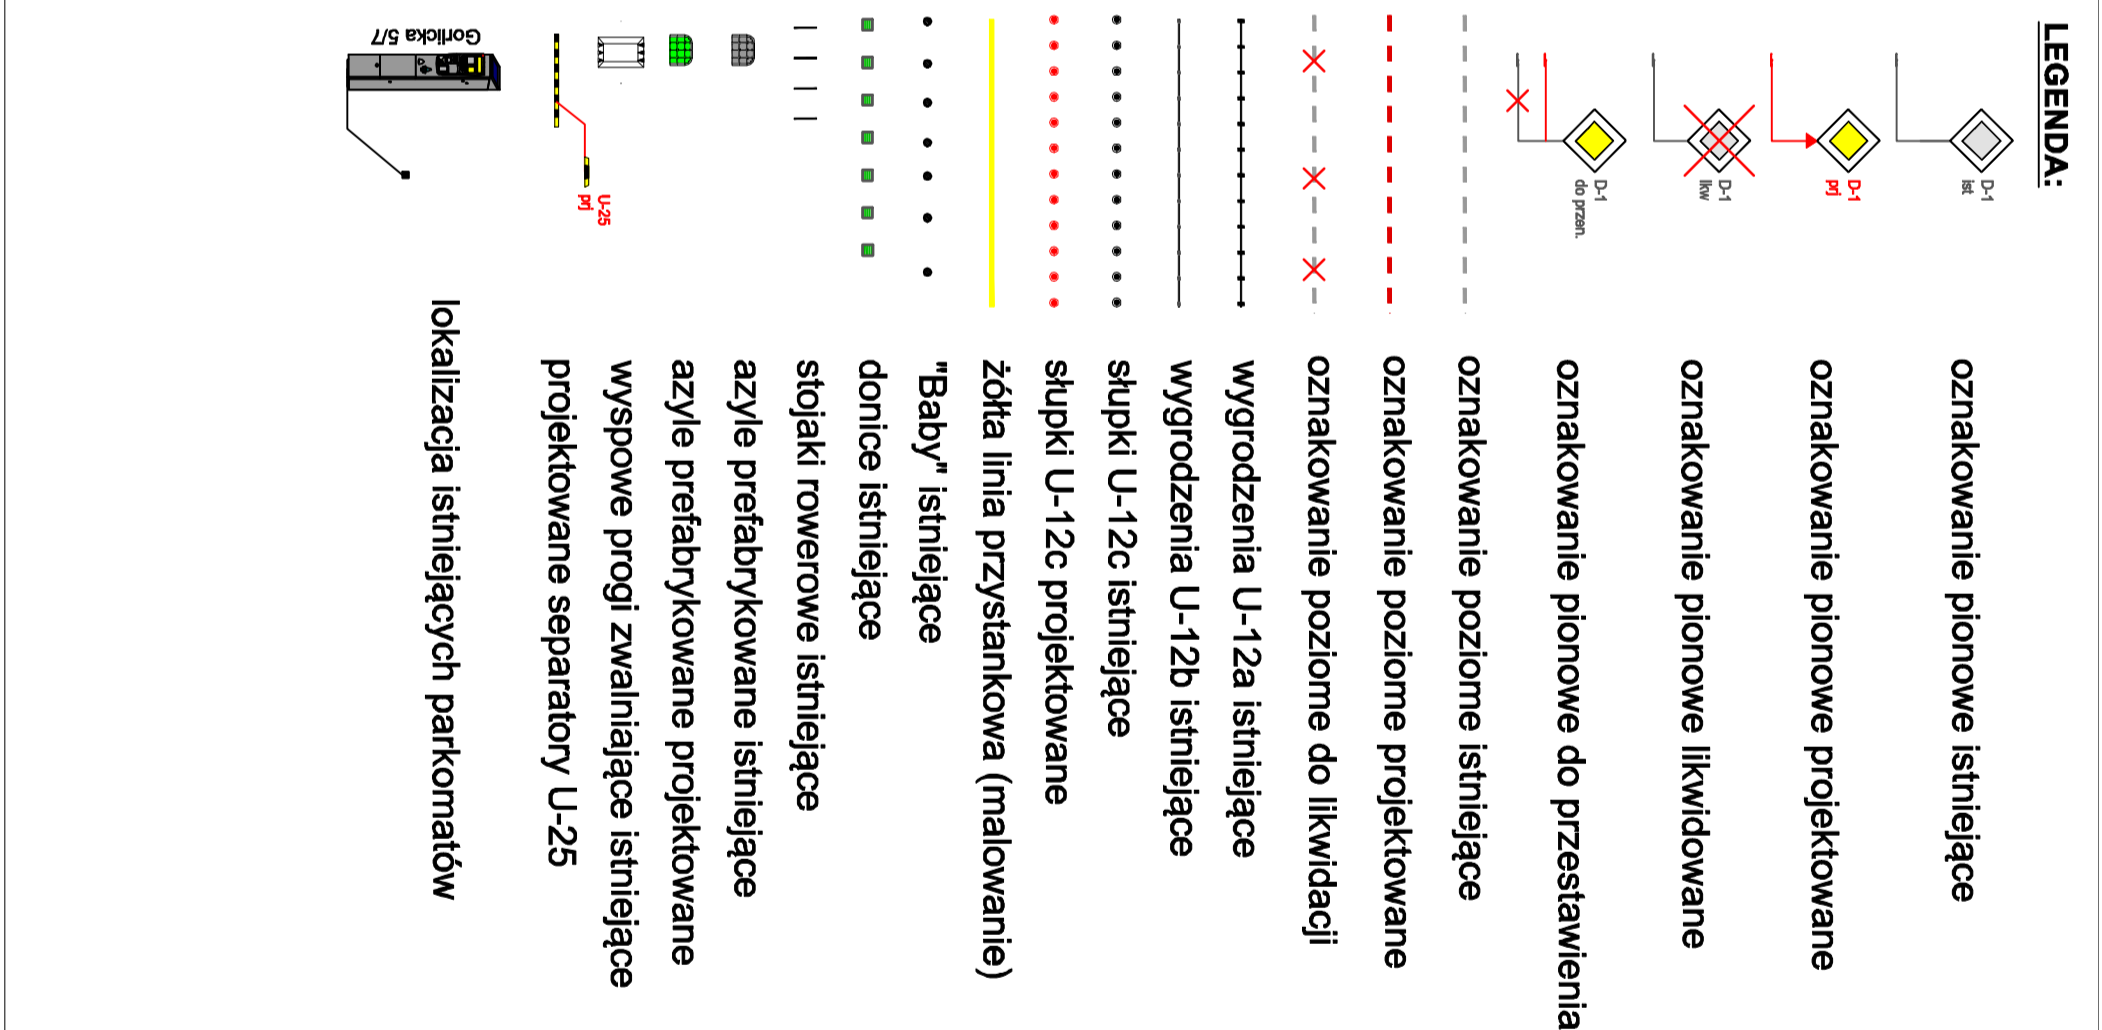 LEGENDA:
D-1
ist
oznakowanie pionowe istniejące
D-1
prj
oznakowanie pionowe projektowane
D-1
lkw
oznakowanie pionowe likwidowane
D-1
do przen.
oznakowanie pionowe do przestawienia
oznakowanie poziome istniejące
oznakowanie poziome projektowane
oznakowanie poziome do likwidacji
wygrodzenia U-12a istniejące
wygrodzenia U-12b istniejące
słupki U-12c istniejące
słupki U-12c projektowane
żółta linia przystankowa (malowanie)
"Baby" istniejące
donice istniejące
stojaki rowerowe istniejące
azyle prefabrykowane istniejące
azyle prefabrykowane projektowane
wyspowe progi zwalniające istniejące
U-25
prj
projektowane separatory U-25
Gorlicka 5/7
lokalizacja istniejących parkomatów